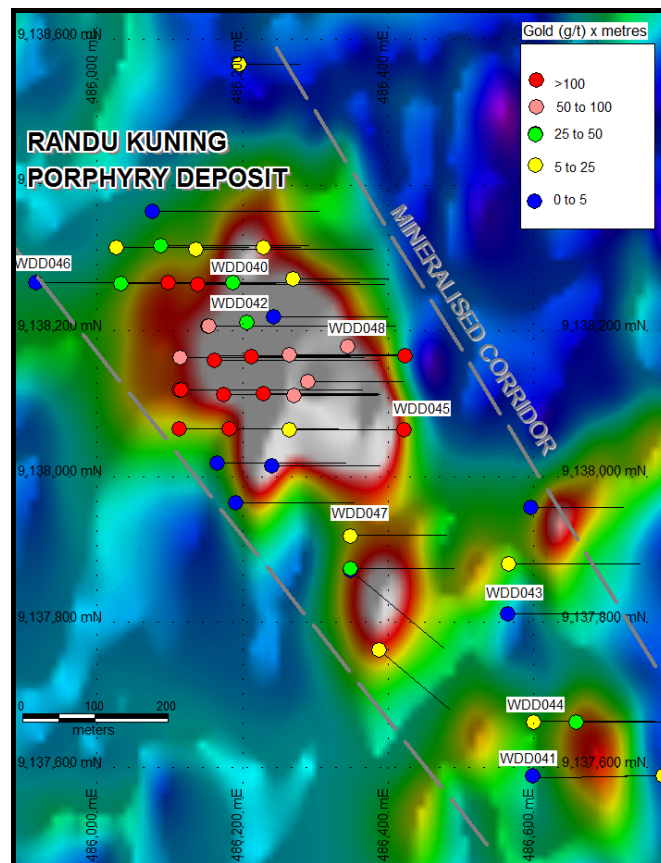 Gold (g/t) x metres
>100
50 to 100
25 to 50
5 to 25
0 to 5
9,138,600 mN
486,000 mE
486,200 mE
486,400 mE
RANDU KUNING
PORPHYRY DEPOSIT
MINERALISED CORRIDOR
WDD046
WDD040
WDD042
WDD048
9,138,200 mN
9,138,200 mN
WDD045
9,138,000 mN
9,138,000 mN
WDD047
WDD043
9,137,800 mN
9,137,800 mN
WDD044
0 100 200
meters
WDD041
9,137,600 mN
9,137,600 mN
486,000 mE
486,200 mE
486,400 mE
486,600 mE